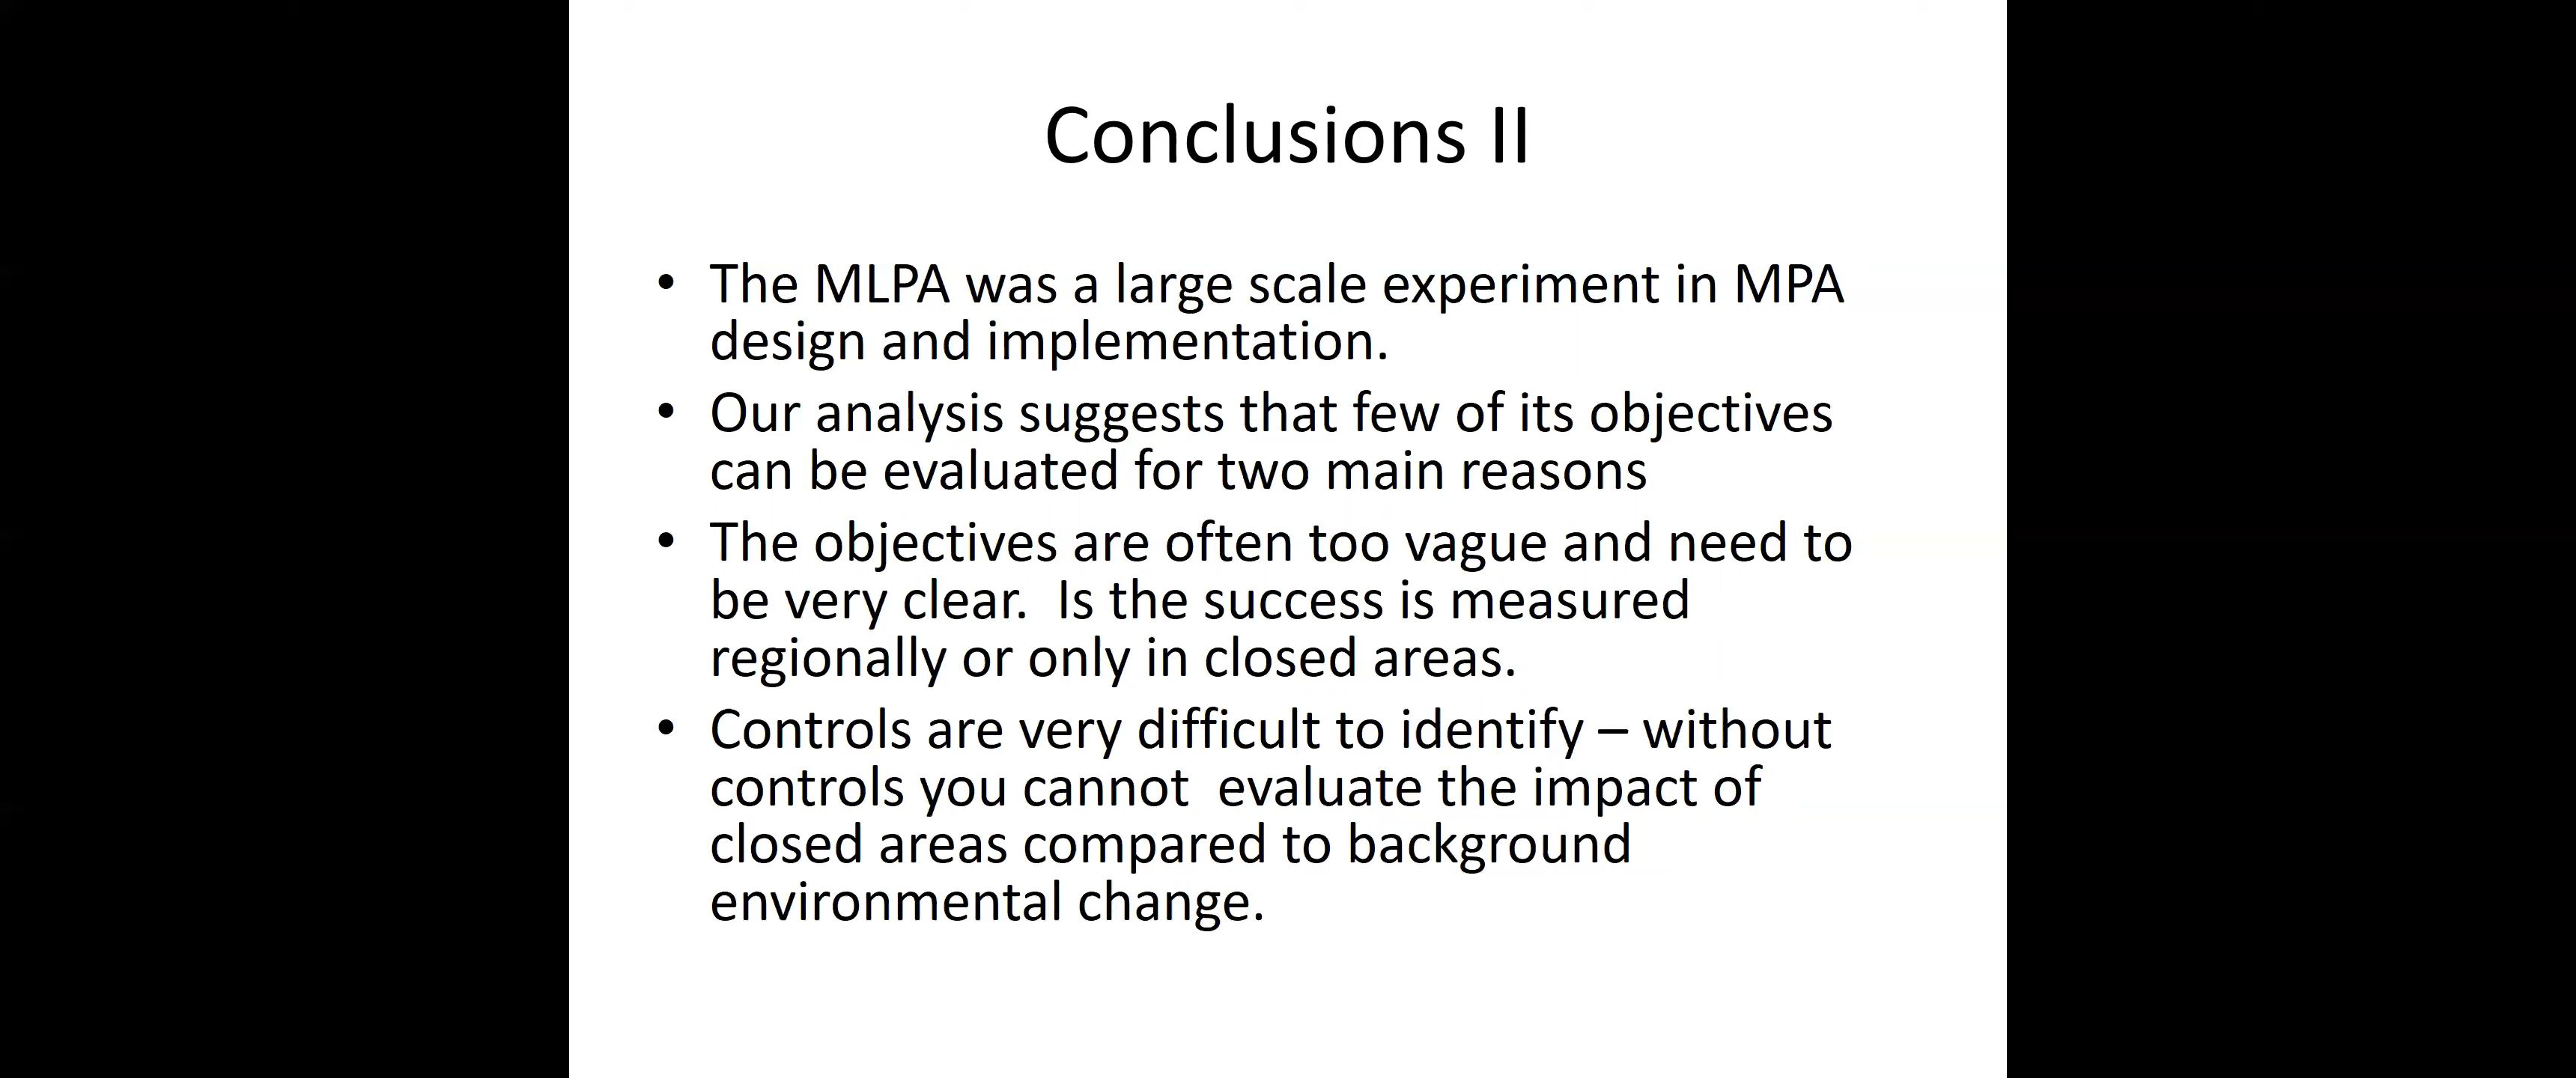 Conclusions II
• The MLPA was a large scale experiment in MPA
design and implementation.
• Our analysis suggests that few of its objectives
can be evaluated for two main reasons
• The objectives are often too vague and need to
be very clear.  Is the success is measured
regionally or only in closed areas.
• Controls are very difficult to identify – without
controls you cannot  evaluate the impact of
closed areas compared to background
environmental change.